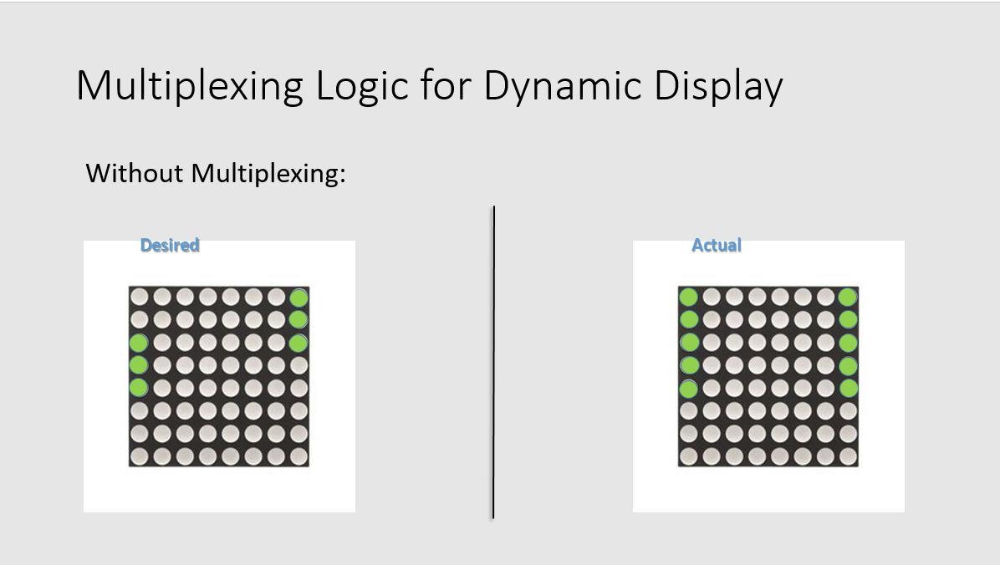 Multiplexing Logic for Dynamic Display
Without Multiplexing:
Desired
Actual